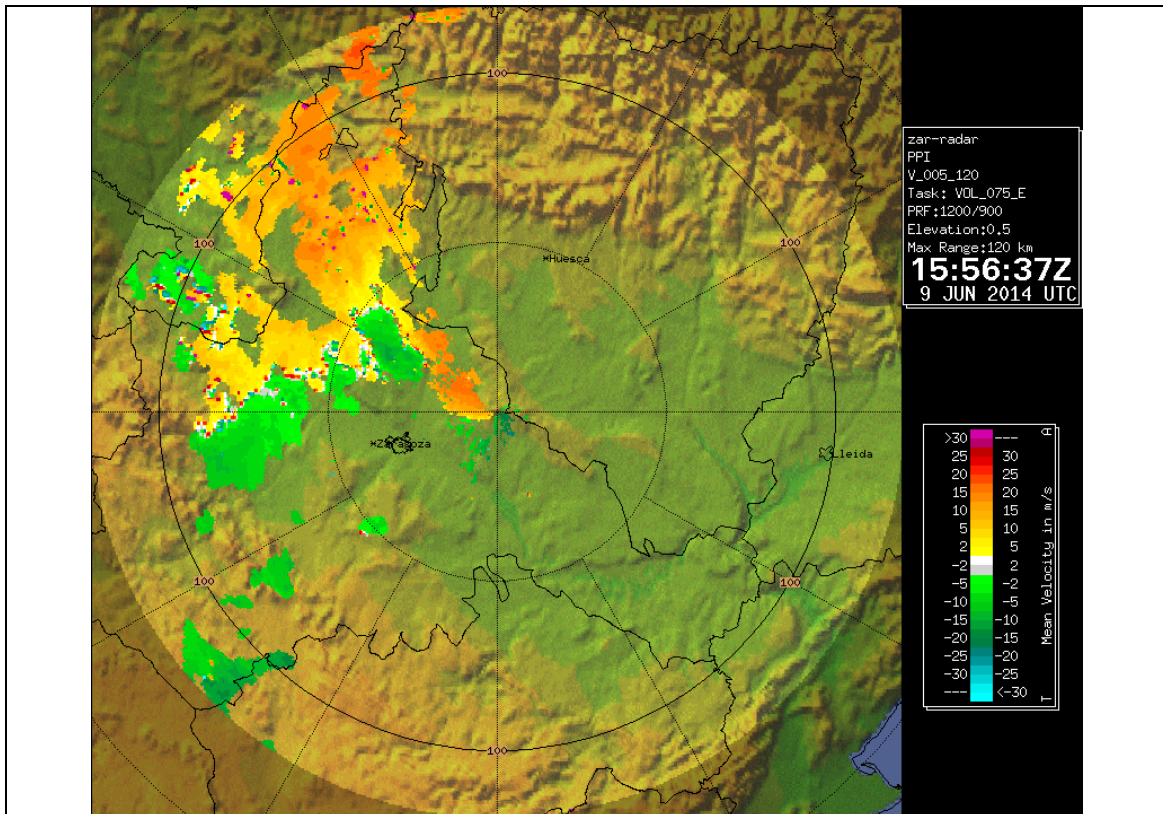 100
zar-radar
PPI
V_005_120
Task: VOL_075_E
PRF:1200/900
Elevation:0.5
Max Range:120 km
15:56:37Z
9 JUN 2014 UTC
100
100
*Huesca
*Zaragoza
Lleida
100
100
100
>30 --- A
25 30
20 25
15 20
10 15
5 10
2 5
-2 2
-5 -2
-10 -5
-15 -10
-20 -15
-25 -20
-30 -25
--- <-30 T
Mean Velocity in m/s